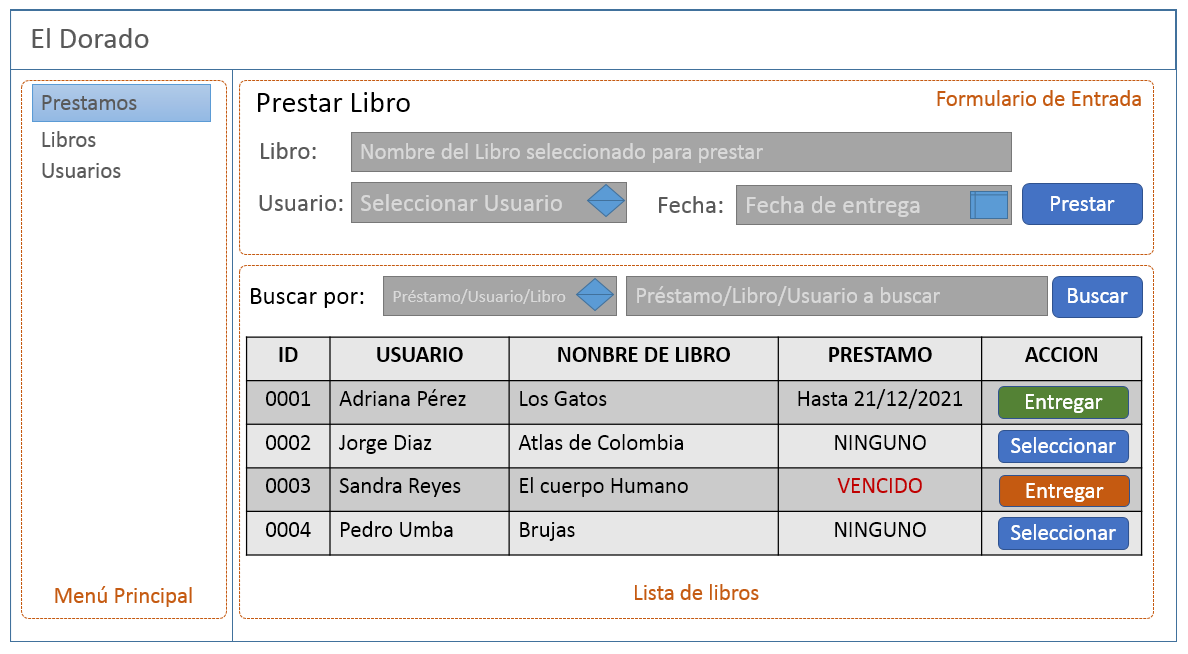 El Dorado
Prestamos
Libros
Usuarios
Menú Principal
Prestar Libro
Formulario de Entrada
Libro: Nombre del Libro seleccionado para prestar
Usuario: Seleccionar Usuario Fecha: Fecha de entrega Prestar
Buscar por: Préstamo/Usuario/Libro Préstamo/Libro/Usuario a buscar Buscar
ID USUARIO NONBRE DE LIBRO PRESTAMO ACCION
0001 Adriana Pérez Los Gatos Hasta 21/12/2021 Entregar
0002 Jorge Diaz Atlas de Colombia NINGUNO Seleccionar
0003 Sandra Reyes El cuerpo Humano VENCIDO Entregar
0004 Pedro Umba Brujas NINGUNO Seleccionar
Lista de libros